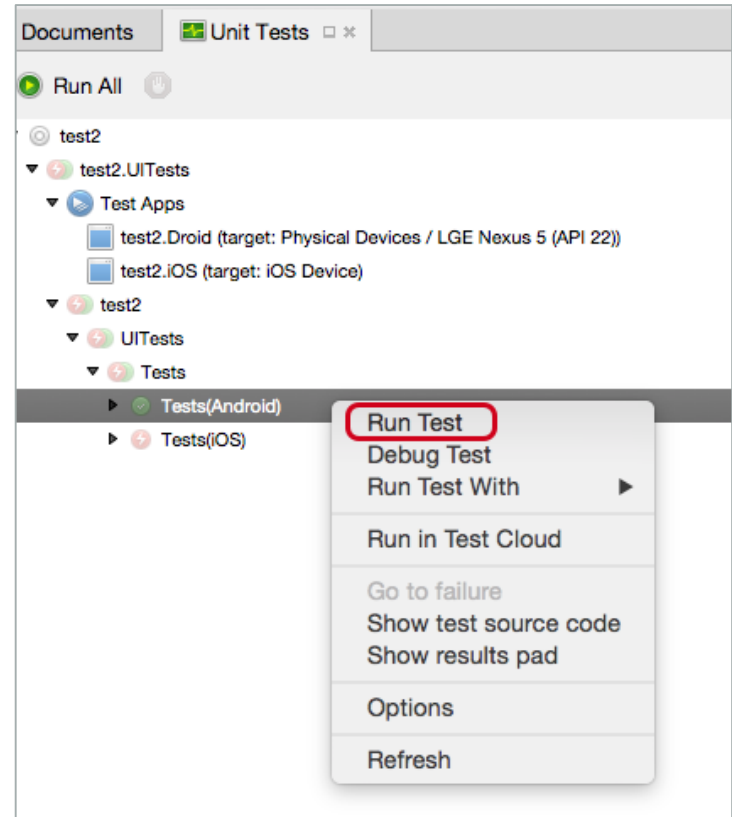 Documents
Unit Tests
Run All
test2
test2.UITests
Test Apps
test2.Droid (target: Physical Devices / LGE Nexus 5 (API 22))
test2.iOS (target: iOS Device)
test2
UITests
Tests
Tests(Android)
Tests(iOS)
Run Test
Debug Test
Run Test With
Run in Test Cloud
Go to failure
Show test source code
Show results pad
Options
Refresh